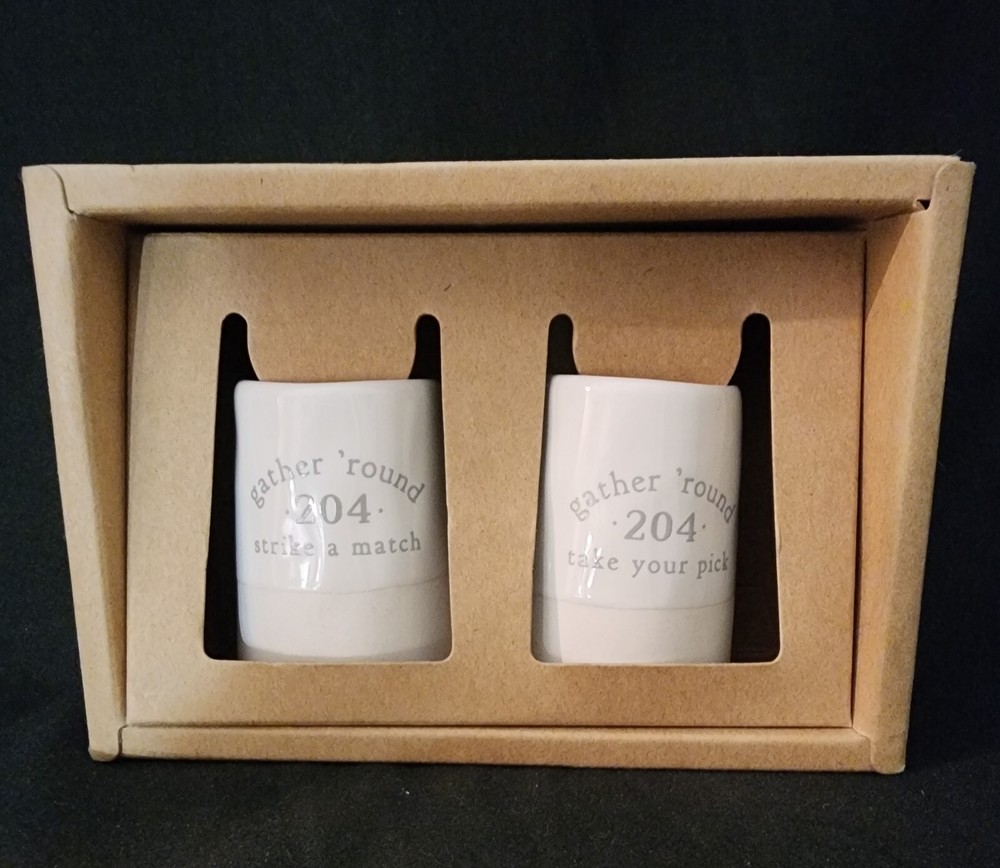 gather 'round
·204·
strike a match
gather 'round
·204·
take your pick